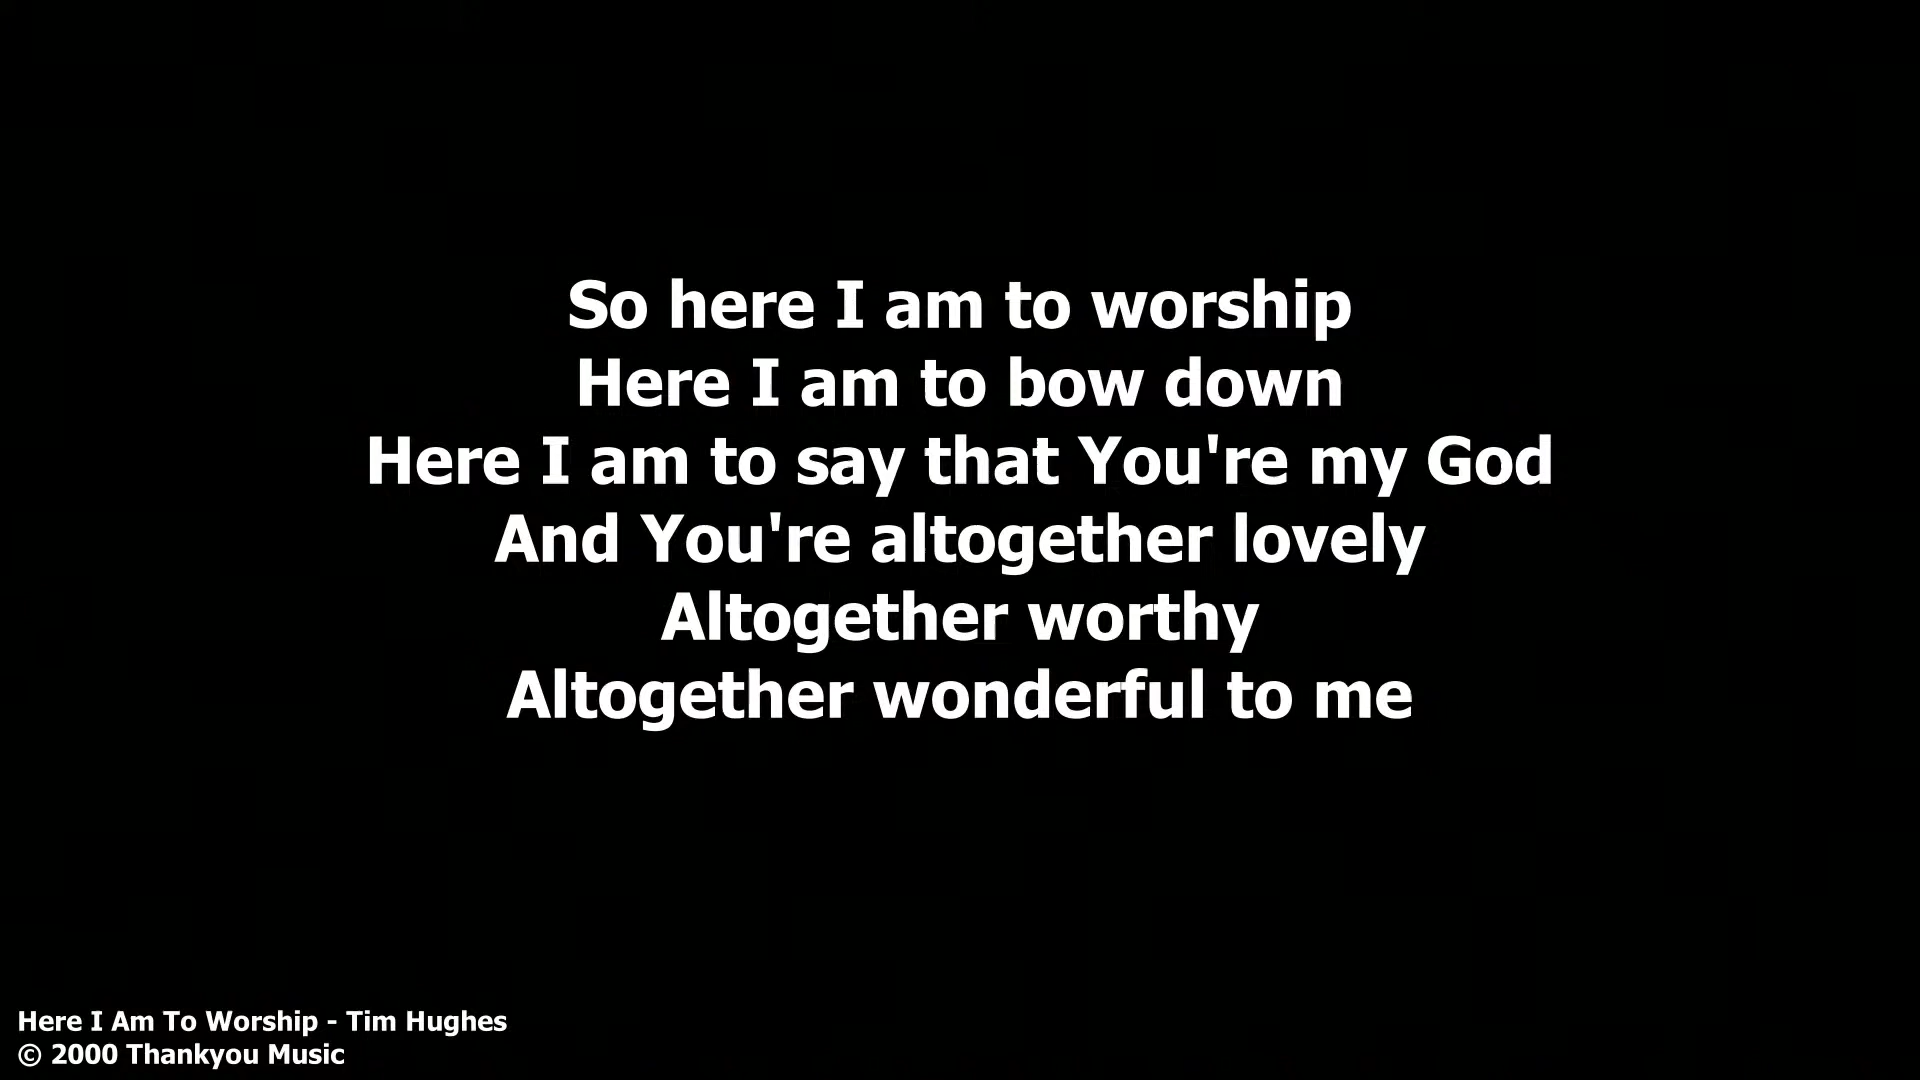 So here I am to worship
Here I am to bow down
Here I am to say that You're my God
And You're altogether lovely
Altogether worthy
Altogether wonderful to me
Here I Am To Worship - Tim Hughes
© 2000 Thankyou Music